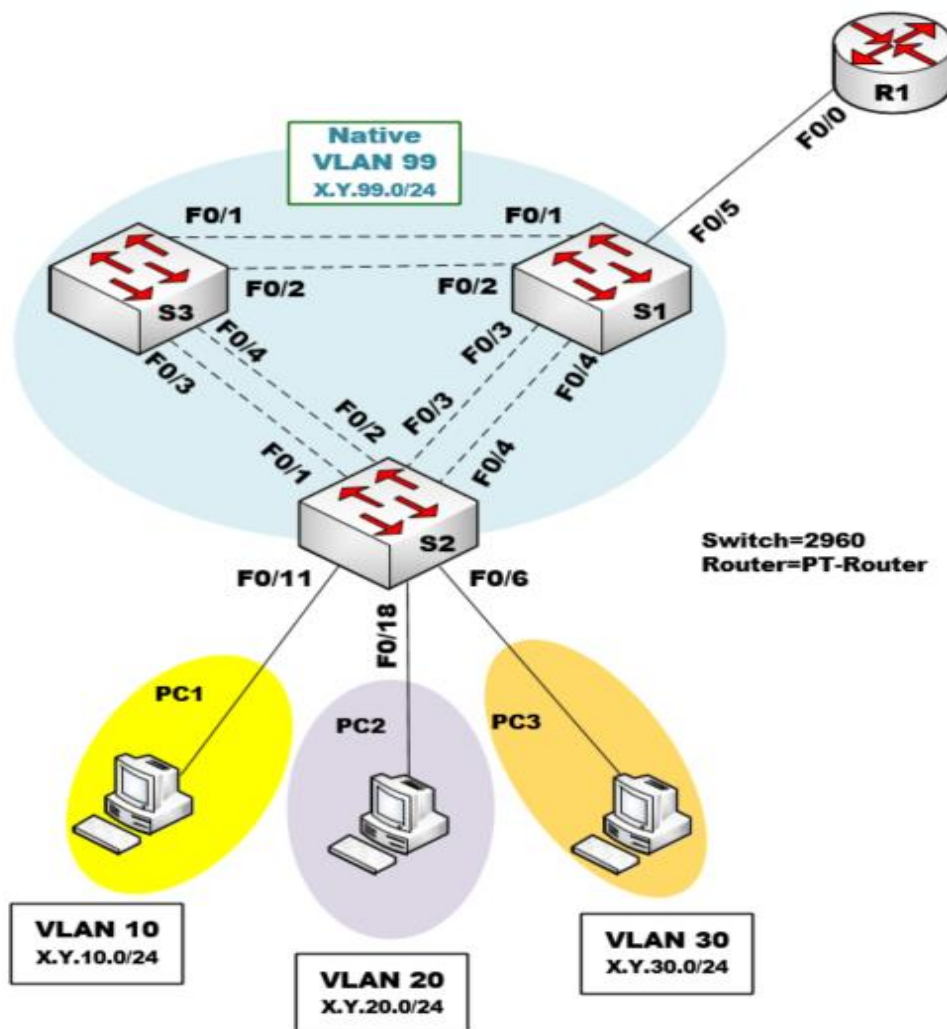 R1
F0/0
Native
VLAN 99
X.Y.99.0/24
F0/1
F0/1
F0/5
F0/2
F0/2
S3
S1
F0/4
F0/3
F0/3
F0/4
F0/2
F0/3
F0/1
F0/4
S2
Switch=2960
Router=PT-Router
F0/11
F0/6
F0/18
PC1
PC2
PC3
VLAN 10
X.Y.10.0/24
VLAN 20
X.Y.20.0/24
VLAN 30
X.Y.30.0/24